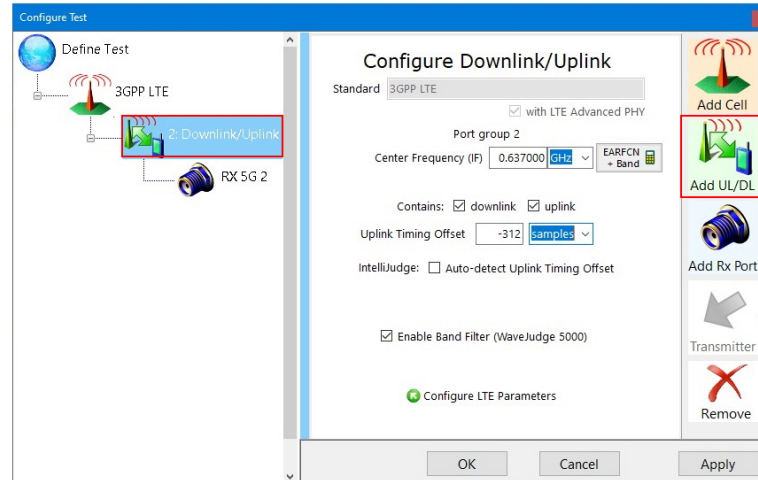 Configure Test
Define Test
3GPP LTE
2: Downlink/Uplink
RX 5G 2
Configure Downlink/Uplink
Standard 3GPP LTE
with LTE Advanced PHY
Port group 2
Center Frequency (IF) 0.637000 GHz EARFCN + Band
Contains: downlink uplink
Uplink Timing Offset -312 samples
IntelliJudge: Auto-detect Uplink Timing Offset
Enable Band Filter (WaveJudge 5000)
Configure LTE Parameters
Add Cell
Add UL/DL
Add Rx Port
Transmitter
Remove
OK Cancel Apply